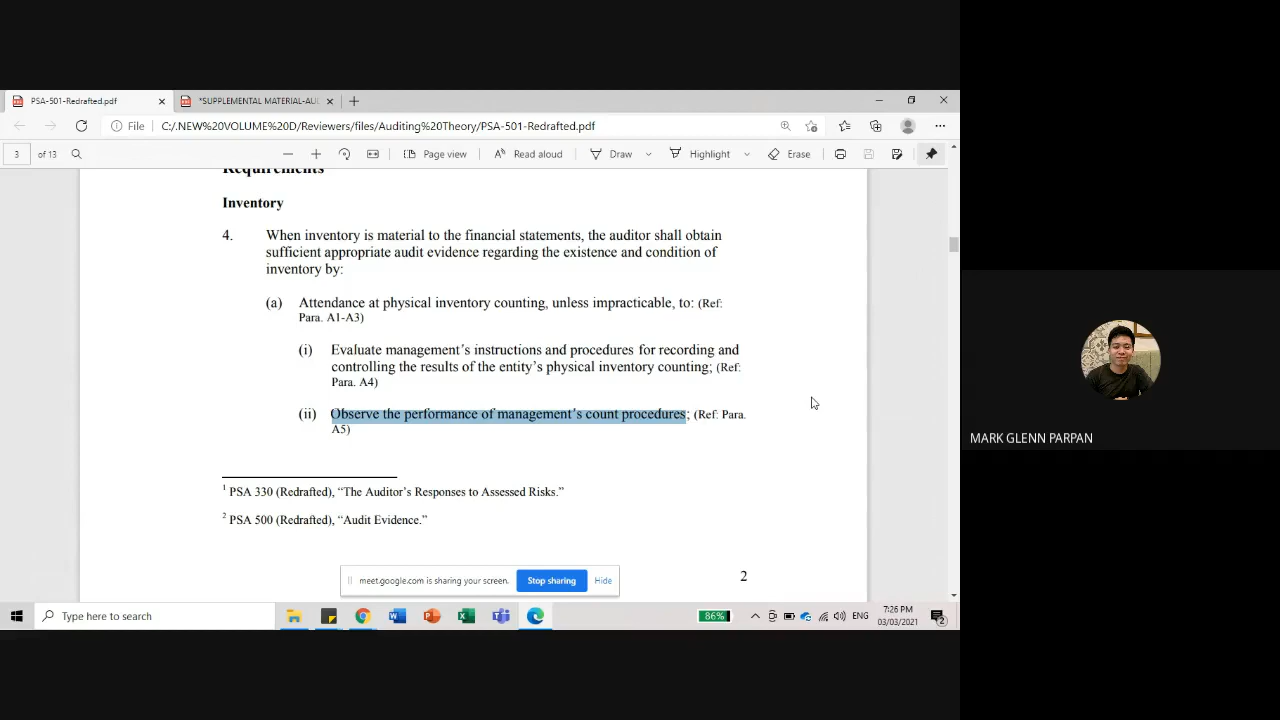 PSA-501-Redrafted.pdf
*SUPPLEMENTAL MATERIAL-AUD
File C:/.NEW%20VOLUME%20D/Reviewers/files/Auditing%20Theory/PSA-501-Redrafted.pdf
3 of 13 Page view Read aloud Draw Highlight Erase
Requirements
Inventory
4. When inventory is material to the financial statements, the auditor shall obtain
sufficient appropriate audit evidence regarding the existence and condition of
inventory by:
(a) Attendance at physical inventory counting, unless impracticable, to: (Ref:
Para. A1-A3)
(i) Evaluate management's instructions and procedures for recording and
controlling the results of the entity's physical inventory counting; (Ref:
Para. A4)
(ii) Observe the performance of management's count procedures; (Ref: Para.
A5)
1 PSA 330 (Redrafted), “The Auditor's Responses to Assessed Risks.”
2 PSA 500 (Redrafted), “Audit Evidence.”
2
meet.google.com is sharing your screen. Stop sharing Hide
Type here to search
86%
ENG
7:26 PM
03/03/2021
2
MARK GLENN PARPAN